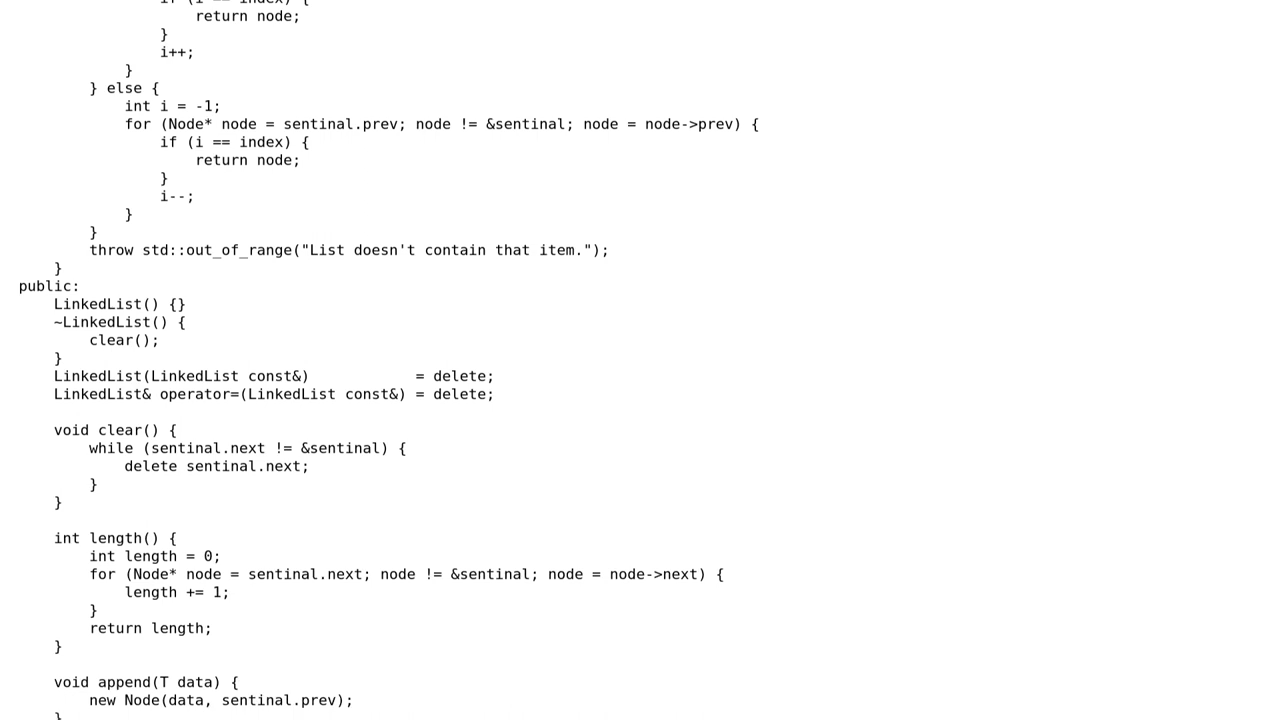 if (i == index) {
                    return node;
                }
                i++;
            }
        } else {
            int i = -1;
            for (Node* node = sentinal.prev; node != &sentinal; node = node->prev) {
                if (i == index) {
                    return node;
                }
                i--;
            }
        }
        throw std::out_of_range("List doesn't contain that item.");
    }
public:
    LinkedList() {}
    ~LinkedList() {
        clear();
    }
    LinkedList(LinkedList const&)            = delete;
    LinkedList& operator=(LinkedList const&) = delete;

    void clear() {
        while (sentinal.next != &sentinal) {
            delete sentinal.next;
        }
    }

    int length() {
        int length = 0;
        for (Node* node = sentinal.next; node != &sentinal; node = node->next) {
            length += 1;
        }
        return length;
    }

    void append(T data) {
        new Node(data, sentinal.prev);
    }